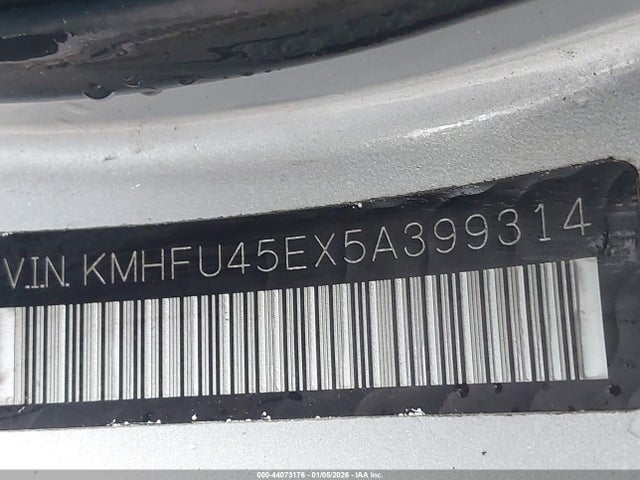 V.I.N. KMHFU45EX5A399314
000-44073176 - 01/05/2026 - IAA Inc.